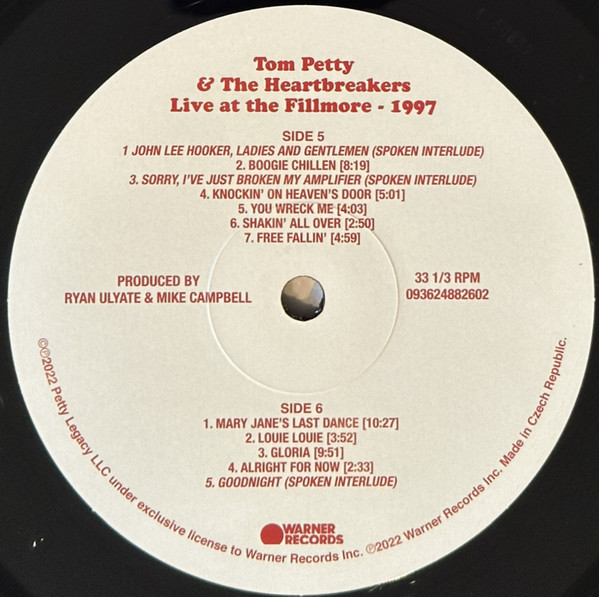 Tom Petty
& The Heartbreakers
Live at the Fillmore - 1997
SIDE 5
1 JOHN LEE HOOKER, LADIES AND GENTLEMEN (SPOKEN INTERLUDE)
2. BOOGIE CHILLEN [8:19]
3. SORRY, I'VE JUST BROKEN MY AMPLIFIER (SPOKEN INTERLUDE)
4. KNOCKIN' ON HEAVEN'S DOOR [5:01]
5. YOU WRECK ME [4:03]
6. SHAKIN' ALL OVER [2:50]
7. FREE FALLIN' [4:59]
PRODUCED BY
RYAN ULYATE & MIKE CAMPBELL
33 1/3 RPM
093624882602
SIDE 6
1. MARY JANE'S LAST DANCE [10:27]
2. LOUIE LOUIE [3:52]
3. GLORIA [9:51]
4. ALRIGHT FOR NOW [2:33]
5. GOODNIGHT (SPOKEN INTERLUDE)
WARNER
RECORDS
©℗2022 Petty Legacy LLC under exclusive license to Warner Records Inc. ℗2022 Warner Records Inc. Made in Czech Republic.